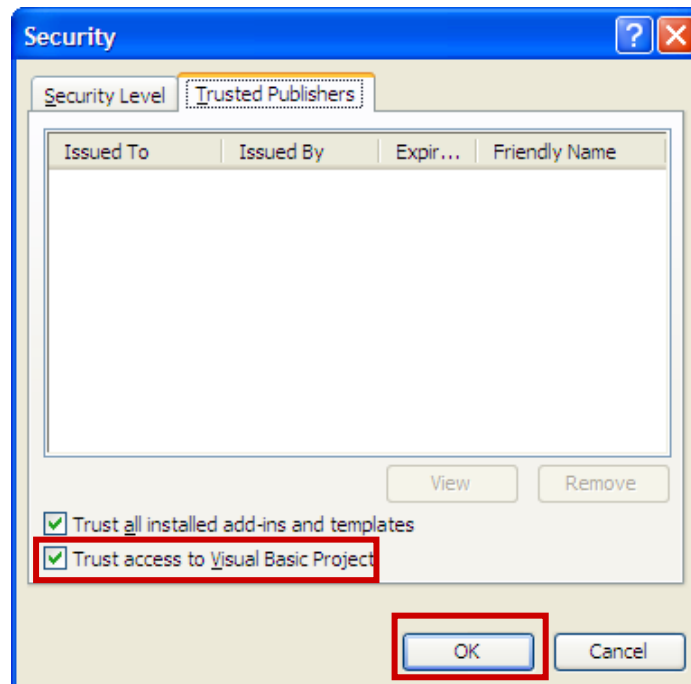 Security
Security Level Trusted Publishers
Issued To Issued By Expir... Friendly Name
View Remove
Trust all installed add-ins and templates
Trust access to Visual Basic Project
OK Cancel